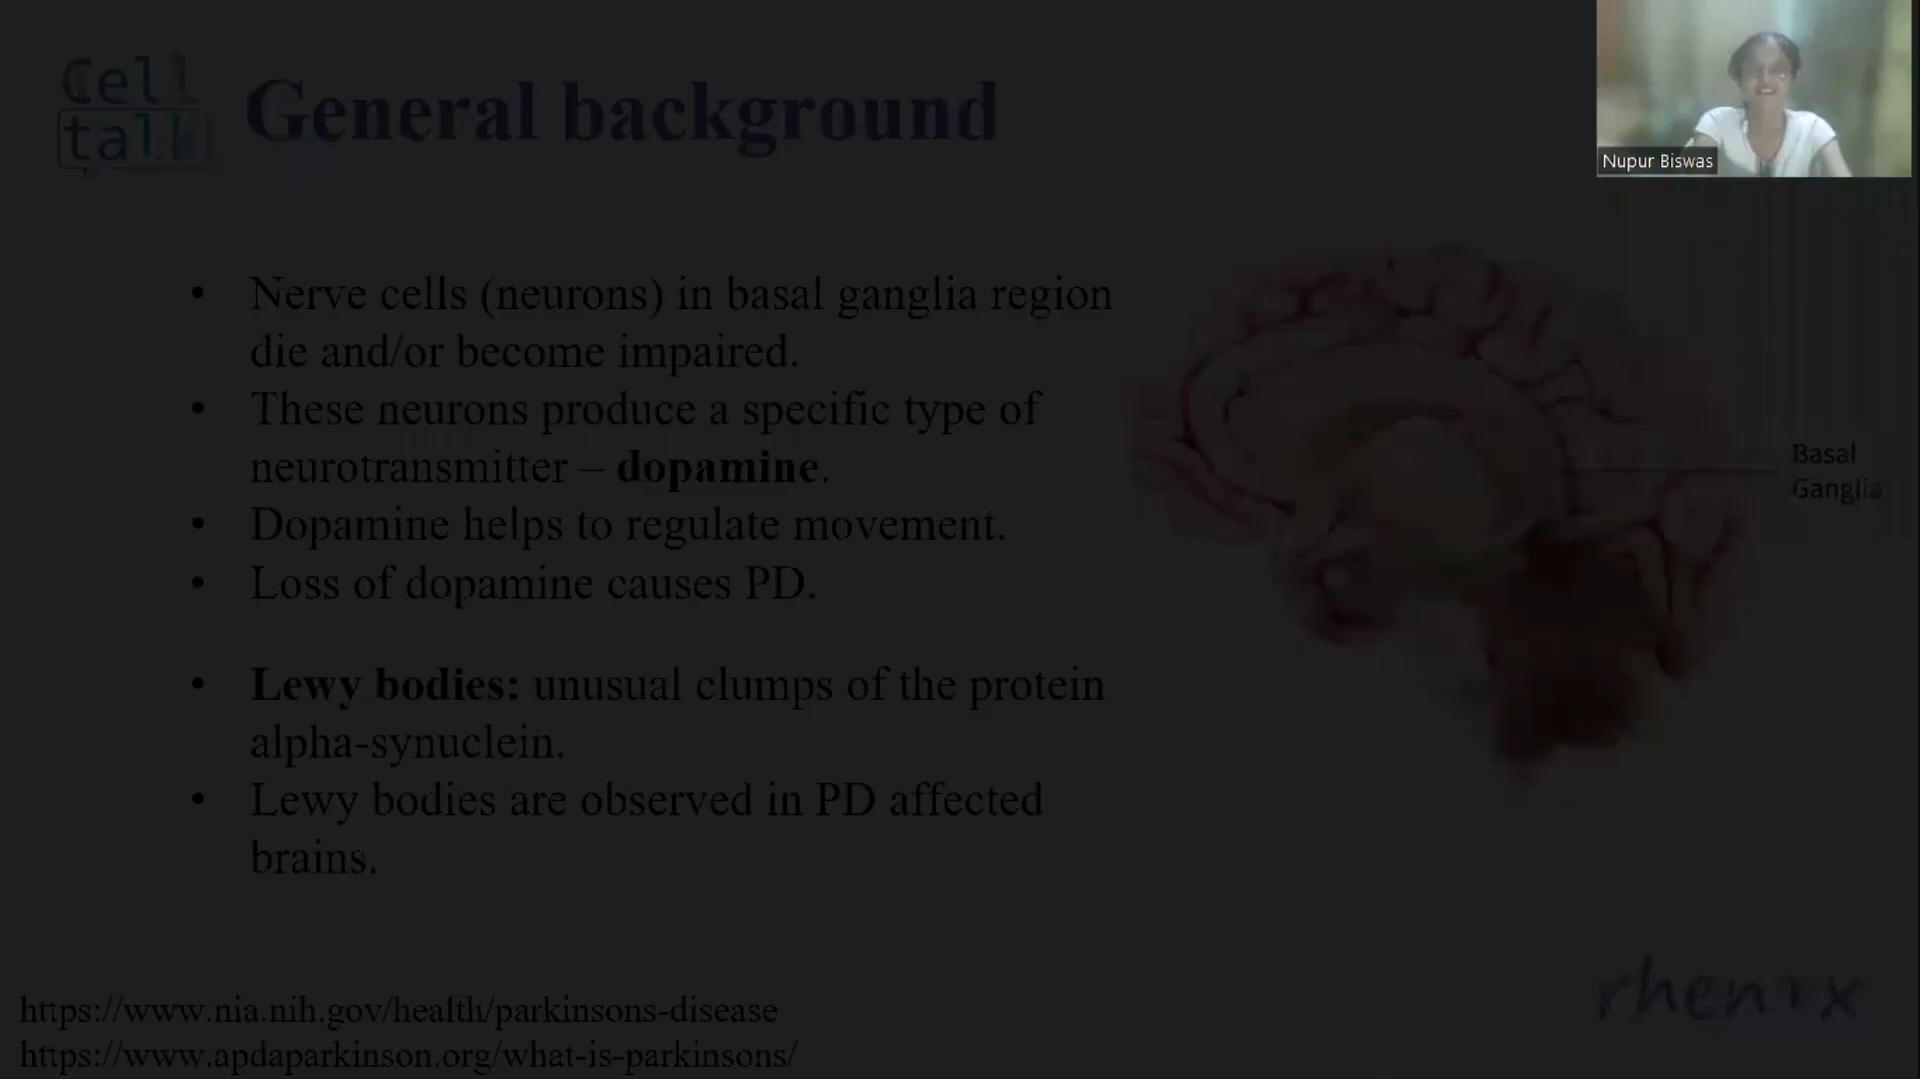 Cell
talk
General background
Nupur Biswas
• Nerve cells (neurons) in basal ganglia region
die and/or become impaired.
• These neurons produce a specific type of
neurotransmitter – dopamine.
• Dopamine helps to regulate movement.
• Loss of dopamine causes PD.
• Lewy bodies: unusual clumps of the protein
alpha-synuclein.
• Lewy bodies are observed in PD affected
brains.
Basal
Ganglia
https://www.nia.nih.gov/health/parkinsons-disease
https://www.apdaparkinson.org/what-is-parkinsons/
rhenix